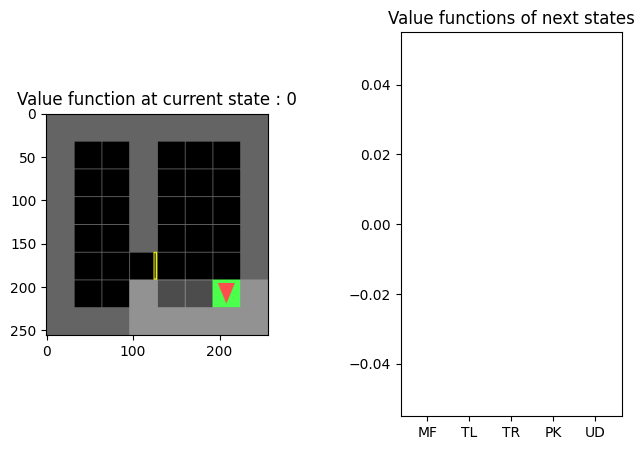 Value functions of next states
Value function at current state : 0
0
50
100
150
200
250
0
100
200
0.04
0.02
0.00
−0.02
−0.04
MF
TL
TR
PK
UD